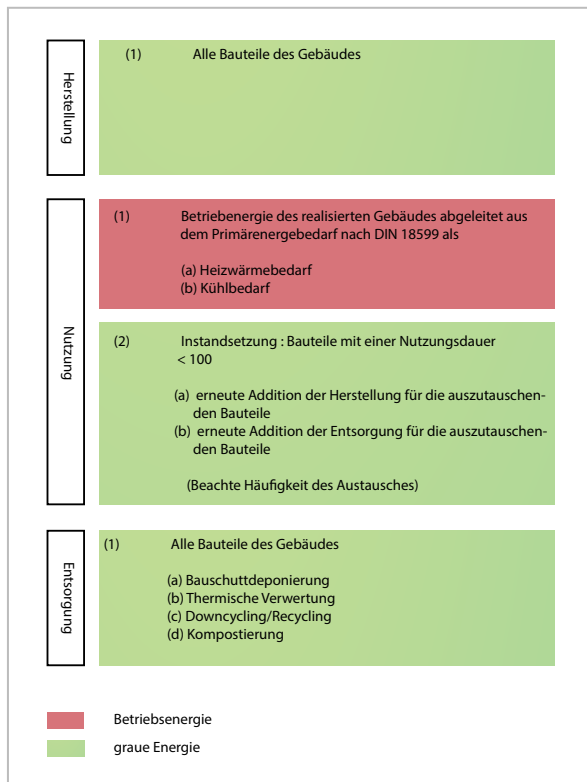 Herstellung
(1) Alle Bauteile des Gebäudes
Nutzung
(1) Betriebenergie des realisierten Gebäudes abgeleitet aus
dem Primärenergebedarf nach DIN 18599 als
(a) Heizwärmebedarf
(b) Kühlbedarf
(2) Instandsetzung : Bauteile mit einer Nutzungsdauer
< 100
(a) erneute Addition der Herstellung für die auszutauschen-
den Bauteile
(b) erneute Addition der Entsorgung für die auszutauschen-
den Bauteile
(Beachte Häufigkeit des Austausches)
Entsorgung
(1) Alle Bauteile des Gebäudes
(a) Bauschuttdeponierung
(b) Thermische Verwertung
(c) Downcycling/Recycling
(d) Kompostierung
Betriebsenergie
graue Energie